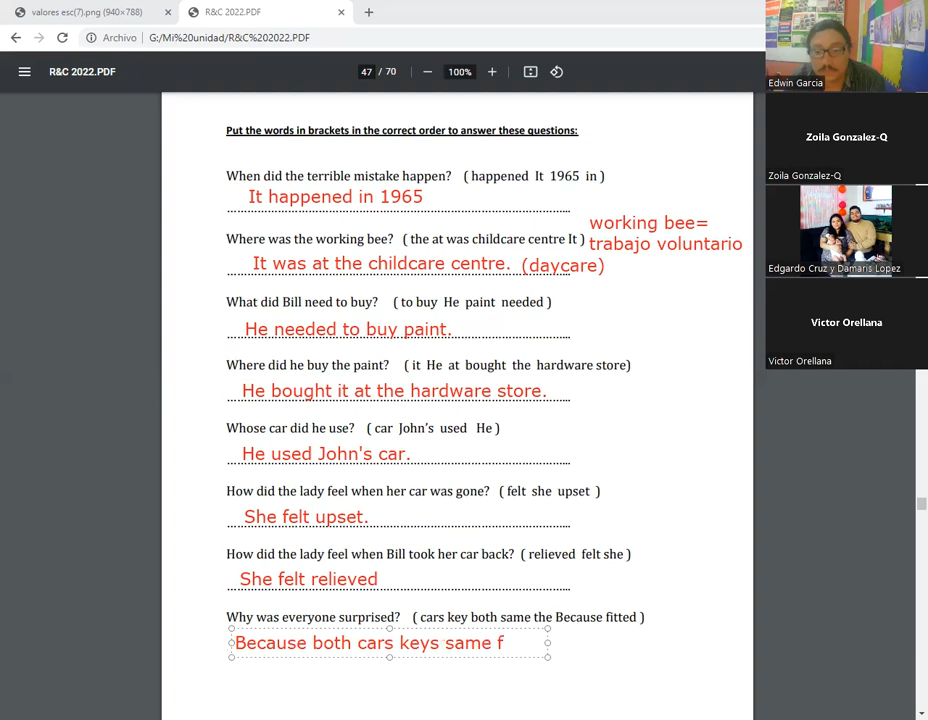 valores esc(7).png (940×788)
R&C 2022.PDF
Archivo
G:/Mi%20unidad/R&C%202022.PDF
R&C 2022.PDF
47 / 70
100%
Put the words in brackets in the correct order to answer these questions:
When did the terrible mistake happen? ( happened It 1965 in )
It happened in 1965
Where was the working bee? ( the at was childcare centre It )
working bee=
trabajo voluntario
It was at the childcare centre. (daycare)
What did Bill need to buy? ( to buy He paint needed )
He needed to buy paint.
Where did he buy the paint? ( it He at bought the hardware store)
He bought it at the hardware store.
Whose car did he use? ( car John's used He )
He used John's car.
How did the lady feel when her car was gone? ( felt she upset )
She felt upset.
How did the lady feel when Bill took her car back? ( relieved felt she )
She felt relieved
Why was everyone surprised? ( cars key both same the Because fitted )
Because both cars keys same f
Edwin Garcia
Zoila Gonzalez-Q
Zoila Gonzalez-Q
Edgardo Cruz y Damaris Lopez
Victor Orellana
Victor Orellana